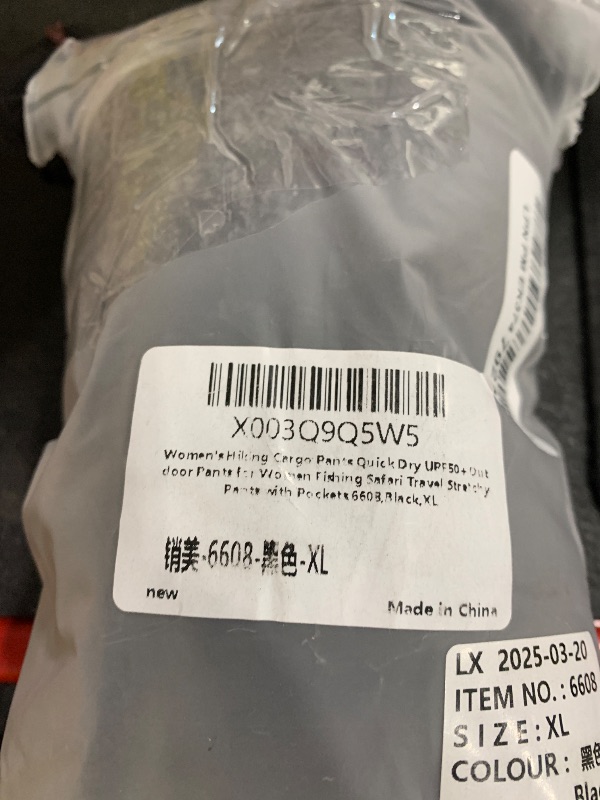 X003Q9Q5W5
Women's Hiking Cargo Pants Quick Dry UPF50+ Out
door Pants for Women Fishing Safari Travel Stretchy
Pants with Pockets 6608,Black,XL
销美-6608-黑色-XL
new
Made in China
LX 2025-03-20
ITEM NO.: 6608
SIZE: XL
COLOUR: 黑色
Blac